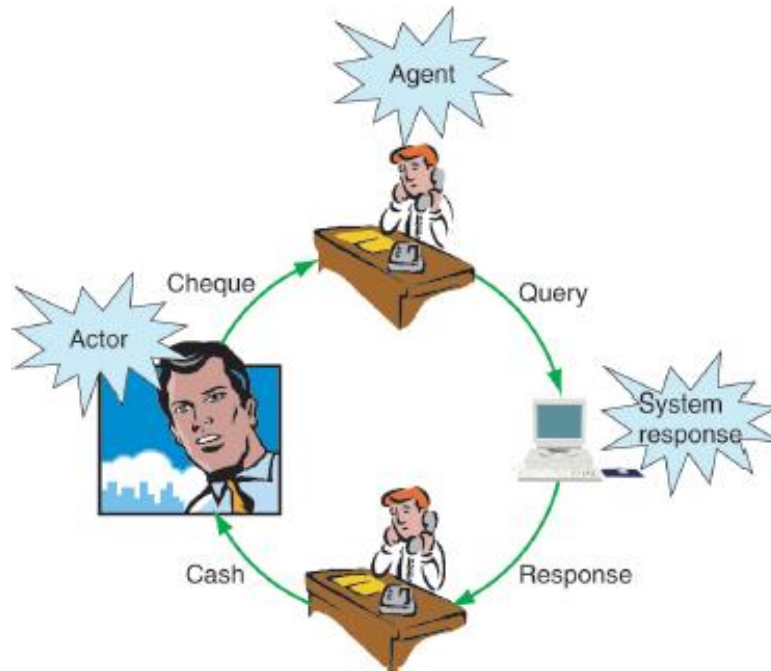 Agent
Cheque
Query
Actor
System
response
Cash
Response